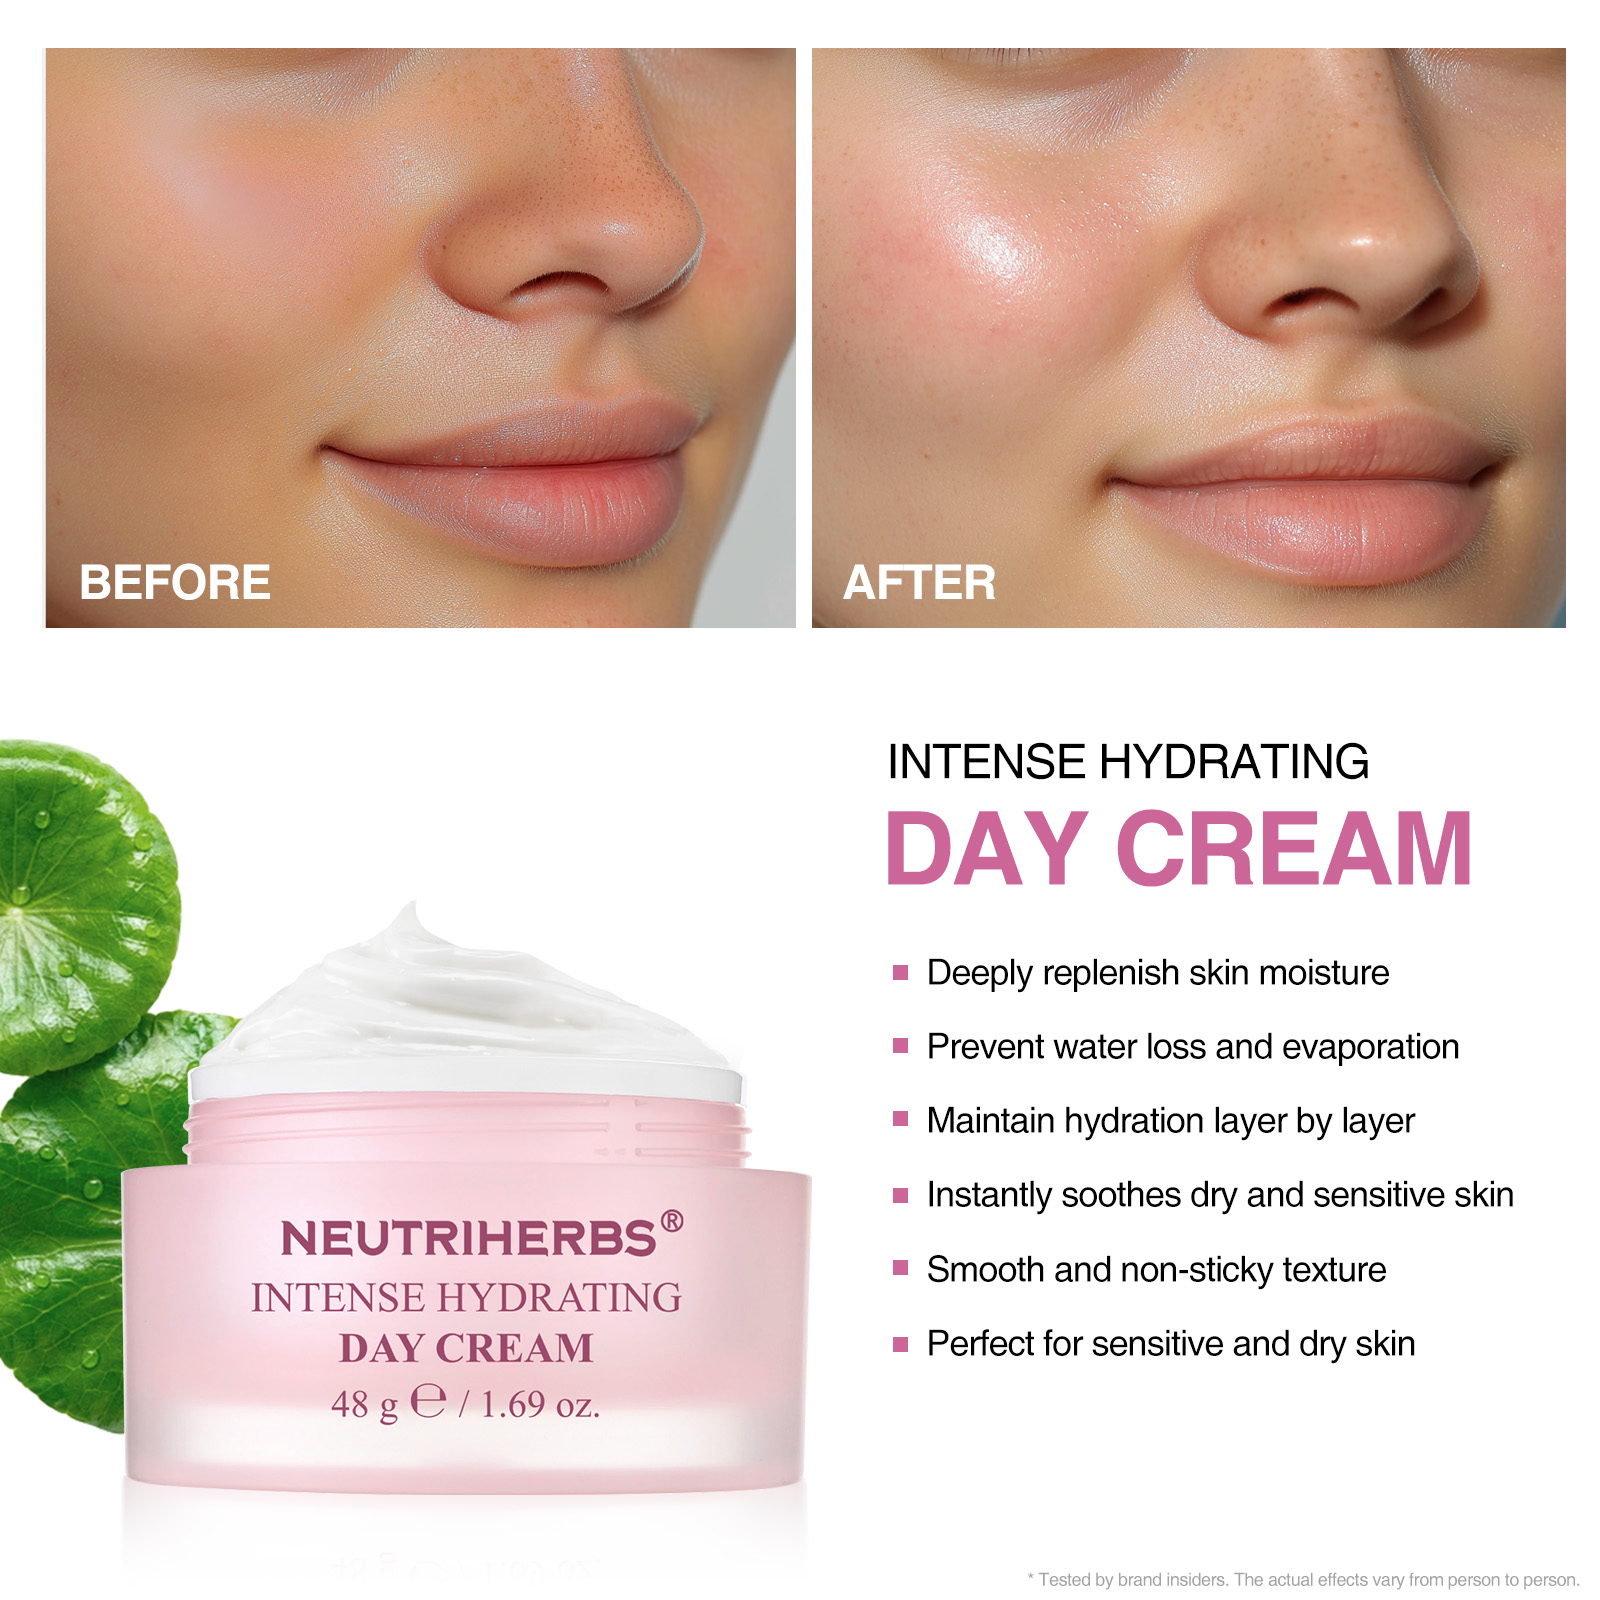 BEFORE
AFTER
INTENSE HYDRATING
DAY CREAM
Deeply replenish skin moisture
Prevent water loss and evaporation
Maintain hydration layer by layer
Instantly soothes dry and sensitive skin
Smooth and non-sticky texture
Perfect for sensitive and dry skin
NEUTRIHERBS®
INTENSE HYDRATING
DAY CREAM
48 g ℮ / 1.69 oz.
* Tested by brand insiders. The actual effects vary from person to person.